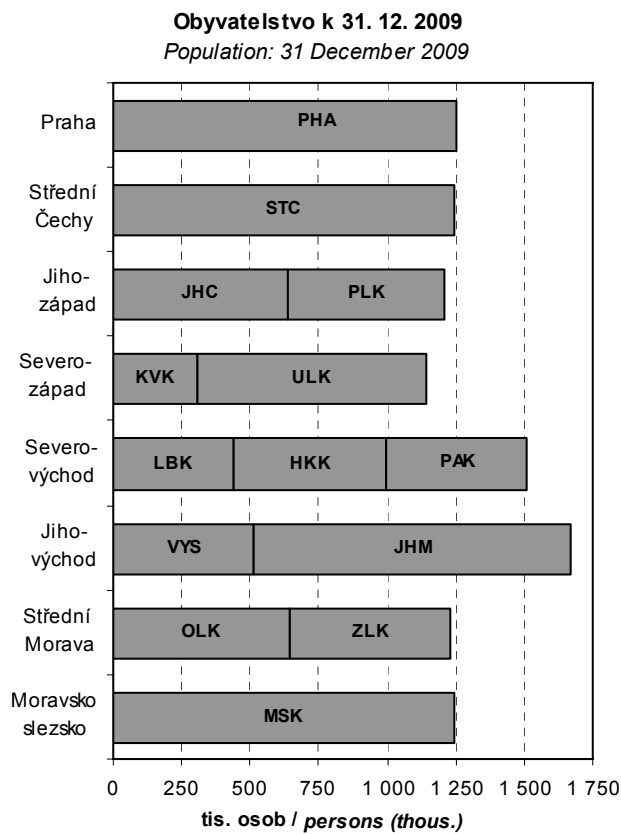 Obyvatelstvo k 31. 12. 2009
Population: 31 December 2009
Praha
PHA
Střední
Čechy
STC
Jiho-
západ
JHC PLK
Severo-
západ
KVK ULK
Severo-
východ
LBK HKK PAK
Jiho-
východ
VYS JHM
Střední
Morava
OLK ZLK
Moravsko
slezsko
MSK
0 250 500 750 1 000 1 250 1 500 1 750
tis. osob / persons (thous.)